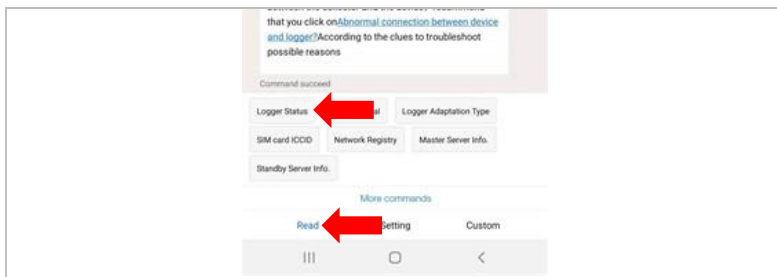 that you click onAbnormal connection between device
and logger?According to the clues to troubleshoot
possible reasons
Command succeed
Logger Status al Logger Adaptation Type
SIM card ICCID Network Registry Master Server Info.
Standby Server Info.
More commands
Read Setting Custom